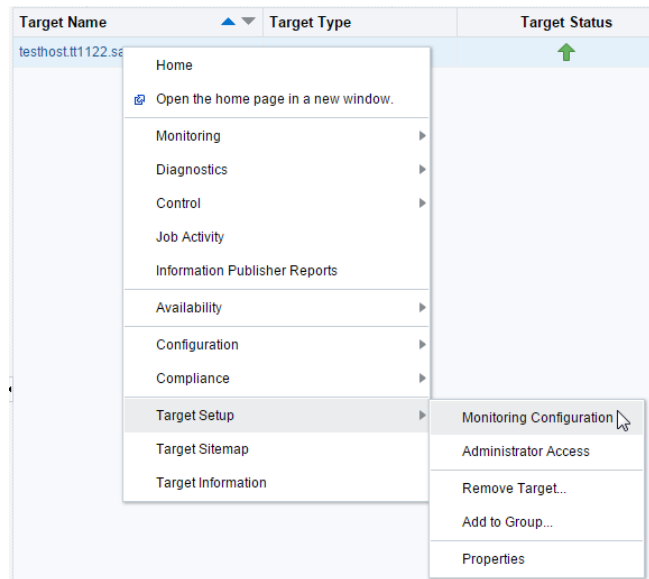 Target Name Target Type Target Status
testhost.tt1122.sa
Home
Open the home page in a new window.
Monitoring
Diagnostics
Control
Job Activity
Information Publisher Reports
Availability
Configuration
Compliance
Target Setup
Target Sitemap
Target Information
Monitoring Configuration
Administrator Access
Remove Target...
Add to Group...
Properties